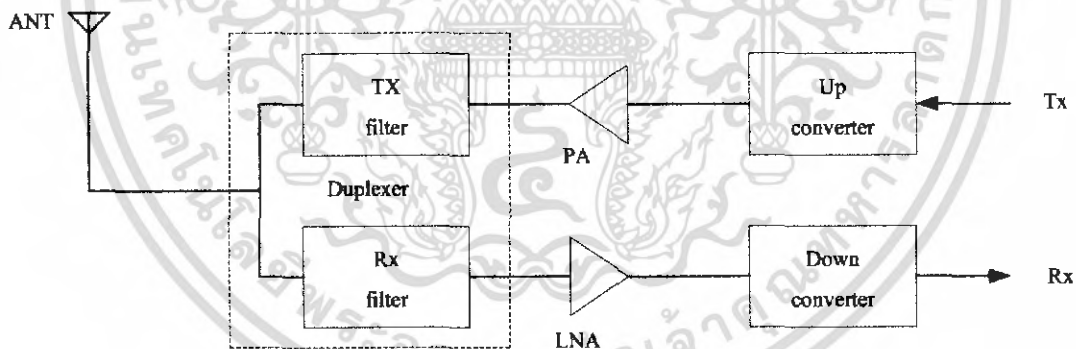 ANT
TX
filter
Duplexer
Rx
filter
PA
LNA
Up
converter
Down
converter
Tx
Rx